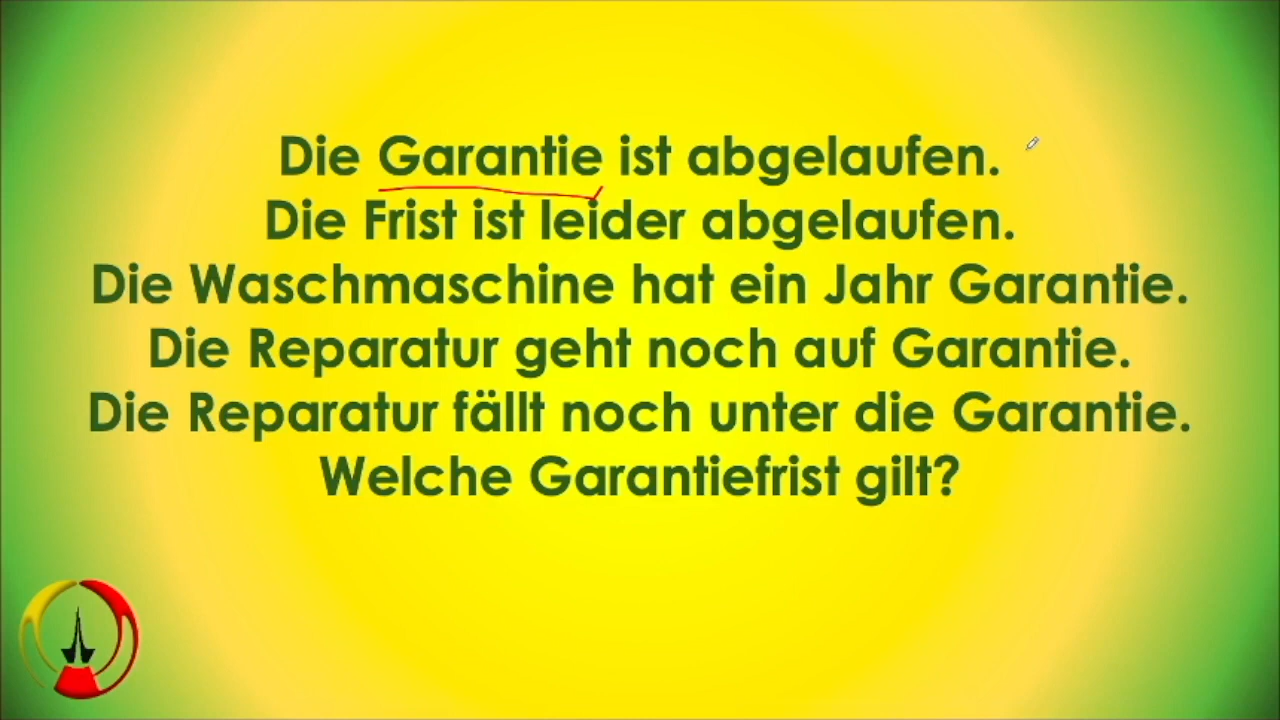 Die Garantie ist abgelaufen.
Die Frist ist leider abgelaufen.
Die Waschmaschine hat ein Jahr Garantie.
Die Reparatur geht noch auf Garantie.
Die Reparatur fällt noch unter die Garantie.
Welche Garantiefrist gilt?